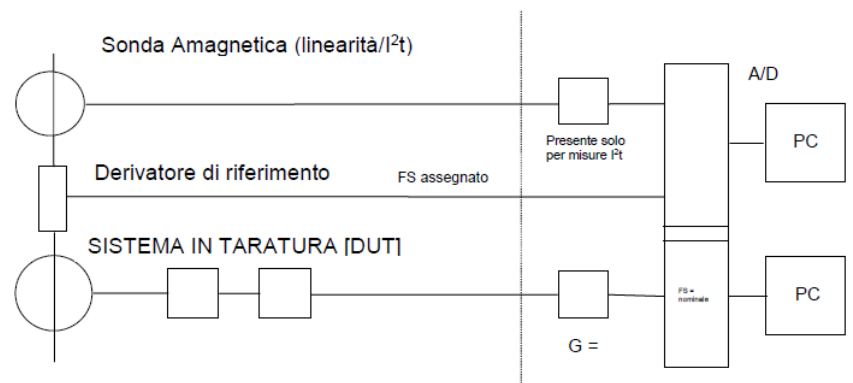 Sonda Amagnetica (linearità/I²t)
A/D
Presente solo
per misure I²t
PC
Derivatore di riferimento
FS assegnato
SISTEMA IN TARATURA [DUT]
FS =
nominale
PC
G =